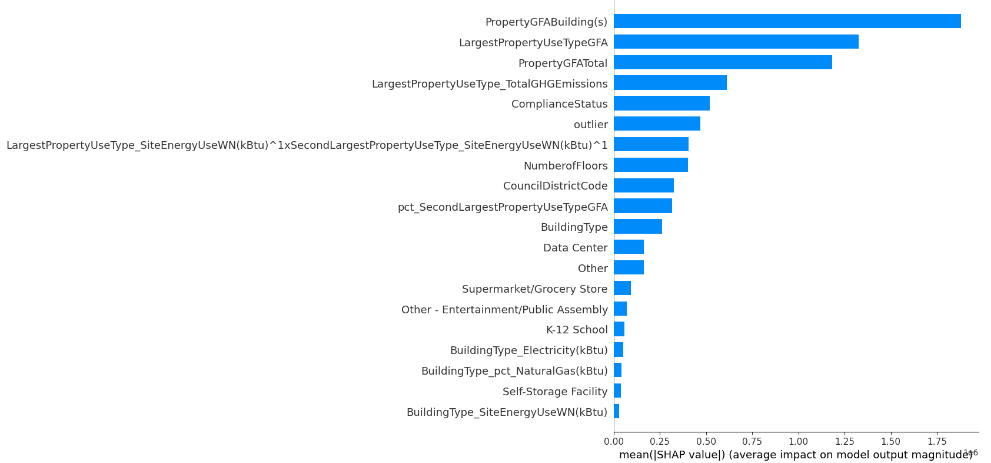 PropertyGFABuilding(s)
LargestPropertyUseTypeGFA
PropertyGFATotal
LargestPropertyUseType_TotalGHGEmissions
ComplianceStatus
outlier
LargestPropertyUseType_SiteEnergyUseWN(kBtu)^1xSecondLargestPropertyUseType_SiteEnergyUseWN(kBtu)^1
NumberofFloors
CouncilDistrictCode
pct_SecondLargestPropertyUseTypeGFA
BuildingType
Data Center
Other
Supermarket/Grocery Store
Other - Entertainment/Public Assembly
K-12 School
BuildingType_Electricity(kBtu)
BuildingType_pct_NaturalGas(kBtu)
Self-Storage Facility
BuildingType_SiteEnergyUseWN(kBtu)
0.00 0.25 0.50 0.75 1.00 1.25 1.50 1.75
mean(|SHAP value|) (average impact on model output magnitude)
1e6